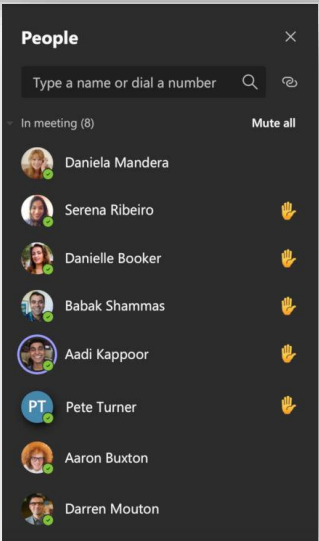 People
Type a name or dial a number
In meeting (8) Mute all
Daniela Mandera
Serena Ribeiro
Danielle Booker
Babak Shammas
Aadi Kappoor
PT Pete Turner
Aaron Buxton
Darren Mouton